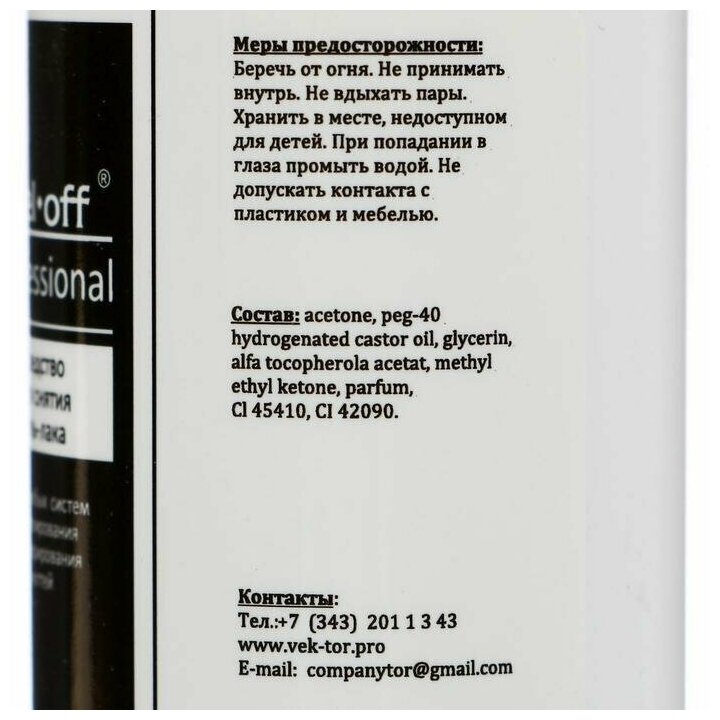 Меры предосторожности:
Беречь от огня. Не принимать
внутрь. Не вдыхать пары.
Хранить в месте, недоступном
для детей. При попадании в
глаза промыть водой. Не
допускать контакта с
пластиком и мебелью.
Состав: acetone, peg-40
hydrogenated castor oil, glycerin,
alfa tocopherola acetat, methyl
ethyl ketone, parfum,
Cl 45410, CI 42090.
Контакты:
Тел.:+7 (343) 201 1 3 43
www.vek-tor.pro
E-mail: companytor@gmail.com
off®
систем